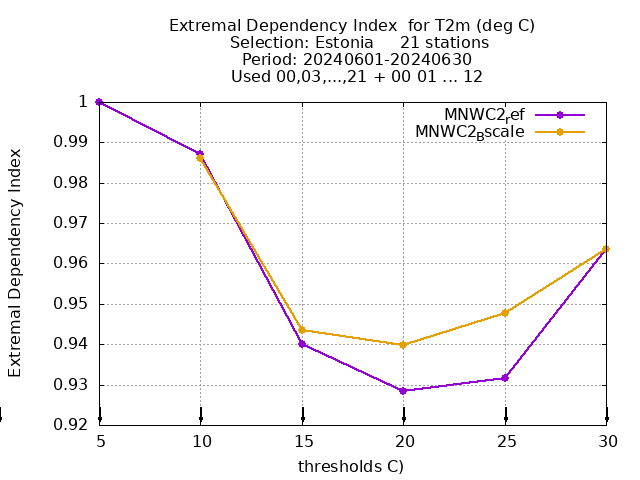 Extremal Dependency Index  for T2m (deg C)
Selection: Estonia     21 stations
Period: 20240601-20240630
Used 00,03,...,21 + 00 01 ... 12
MNWC2ref
MNWC2Bscale
Extremal Dependency Index
1
0.99
0.98
0.97
0.96
0.95
0.94
0.93
0.92
5 10 15 20 25 30
thresholds C)